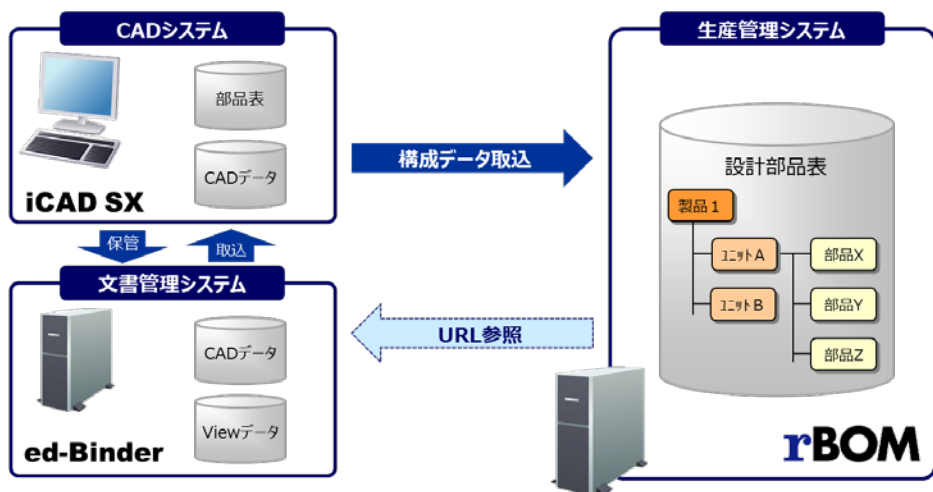 CADシステム
部品表
CADデータ
iCAD SX
保管
取込
文書管理システム
CADデータ
Viewデータ
ed-Binder
構成データ取込
URL参照
生産管理システム
設計部品表
製品1
ユニットA
部品X
ユニットB
部品Y
部品Z
rBOM